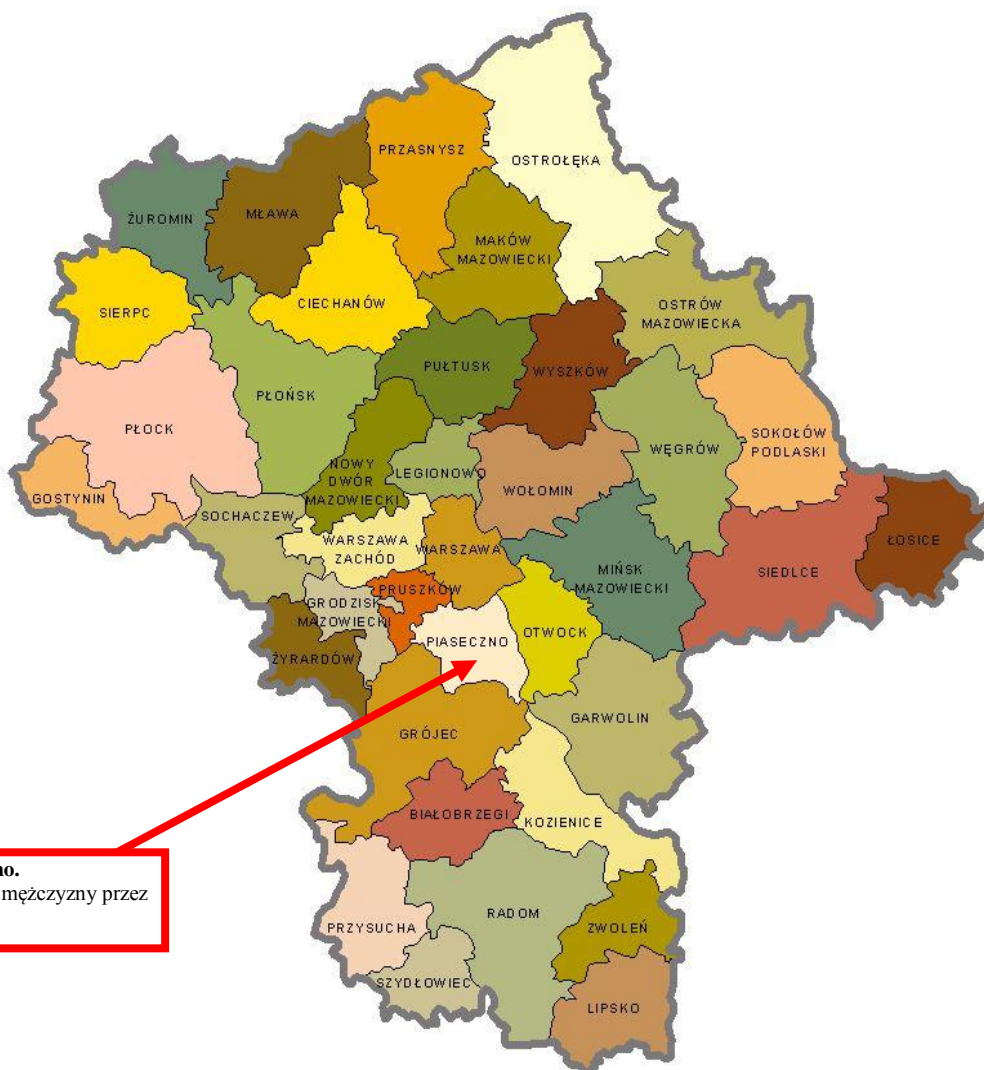 PRZASNYSZ
OSTROŁĘKA
ŻUROMIN
MŁAWA
MAKÓW
MAZOWIECKI
SIERPC
CIECHANÓW
OSTRÓW
MAZOWIECKA
PUŁTUSK
WYSZKÓW
PŁOŃSK
PŁOCK
SOKOŁÓW
PODLASKI
WĘGRÓW
NOWY
DWÓR
MAZOWIECKI
LEGIONOWO
WOŁOMIN
GOSTYNIN
SOCHACZEW
WARSZAWA
ZACHÓD
WARSZAWA
MIŃSK
MAZOWIECKI
SIEDLCE
ŁOSICE
GRODZISK
MAZOWIECKI
PRUSZKÓW
PIASECZNO
OTWOCK
ŻYRARDÓW
GARWOLIN
GRÓJEC
BIAŁOBRZEGI
KOZIENICE
no.
mężczyzny przez
PRZYSUCHA
RADOM
ZWOLEŃ
SZYDŁOWIEC
LIPSKO